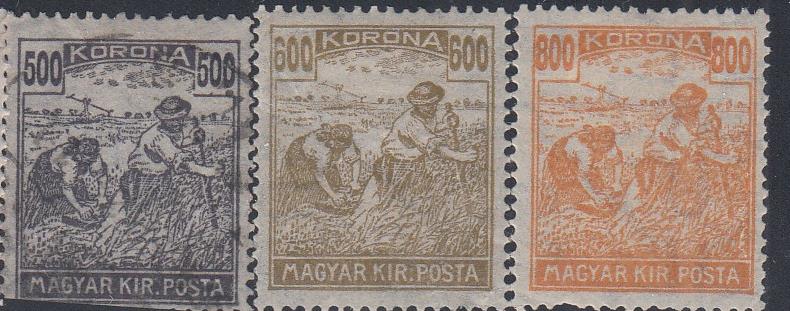 KORONA
500 500
MAGYAR KIR. POSTA
KORONA
600 600
MAGYAR KIR. POSTA
KORONA
800 800
MAGYAR KIR. POSTA